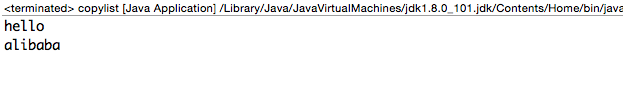 <terminated> copylist [Java Application] /Library/Java/JavaVirtualMachines/jdk1.8.0_101.jdk/Contents/Home/bin/java
hello
alibaba